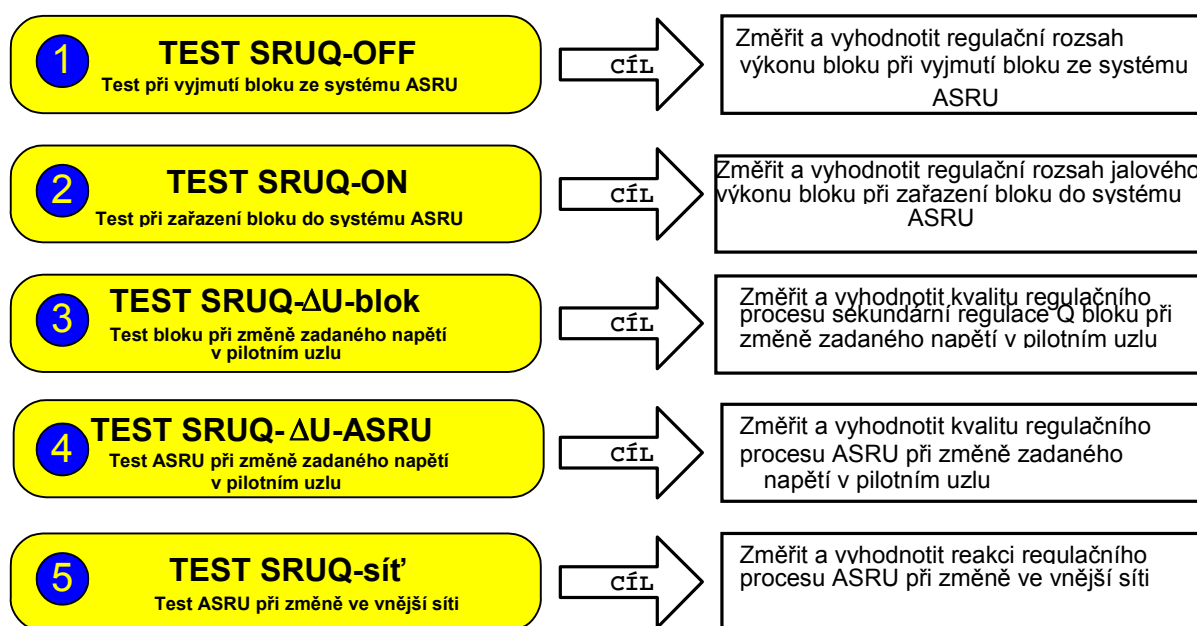 1
TEST SRUQ-OFF
Test při vyjmutí bloku ze systému ASRU
CÍL
Změřit a vyhodnotit regulační rozsah
výkonu bloku při vyjmutí bloku ze systému
ASRU
2
TEST SRUQ-ON
Test při zařazení bloku do systému ASRU
CÍL
Změřit a vyhodnotit regulační rozsah jalového
výkonu bloku při zařazení bloku do systému
ASRU
3
TEST SRUQ-ΔU-blok
Test bloku při změně zadaného napětí
v pilotním uzlu
CÍL
Změřit a vyhodnotit kvalitu regulačního
procesu sekundární regulace Q bloku při
změně zadaného napětí v pilotním uzlu
4
TEST SRUQ- ΔU-ASRU
Test ASRU při změně zadaného napětí
v pilotním uzlu
CÍL
Změřit a vyhodnotit kvalitu regulačního
procesu ASRU při změně zadaného
napětí v pilotním uzlu
5
TEST SRUQ-síť
Test ASRU při změně ve vnější síti
CÍL
Změřit a vyhodnotit reakci regulačního
procesu ASRU při změně ve vnější síti